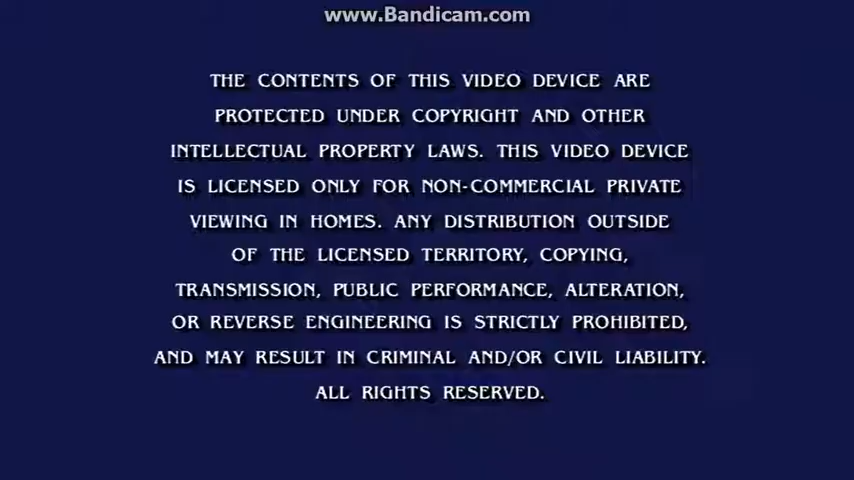 www.Bandicam.com
THE CONTENTS OF THIS VIDEO DEVICE ARE
PROTECTED UNDER COPYRIGHT AND OTHER
INTELLECTUAL PROPERTY LAWS. THIS VIDEO DEVICE
IS LICENSED ONLY FOR NON-COMMERCIAL PRIVATE
VIEWING IN HOMES. ANY DISTRIBUTION OUTSIDE
OF THE LICENSED TERRITORY, COPYING,
TRANSMISSION, PUBLIC PERFORMANCE, ALTERATION,
OR REVERSE ENGINEERING IS STRICTLY PROHIBITED,
AND MAY RESULT IN CRIMINAL AND/OR CIVIL LIABILITY.
ALL RIGHTS RESERVED.